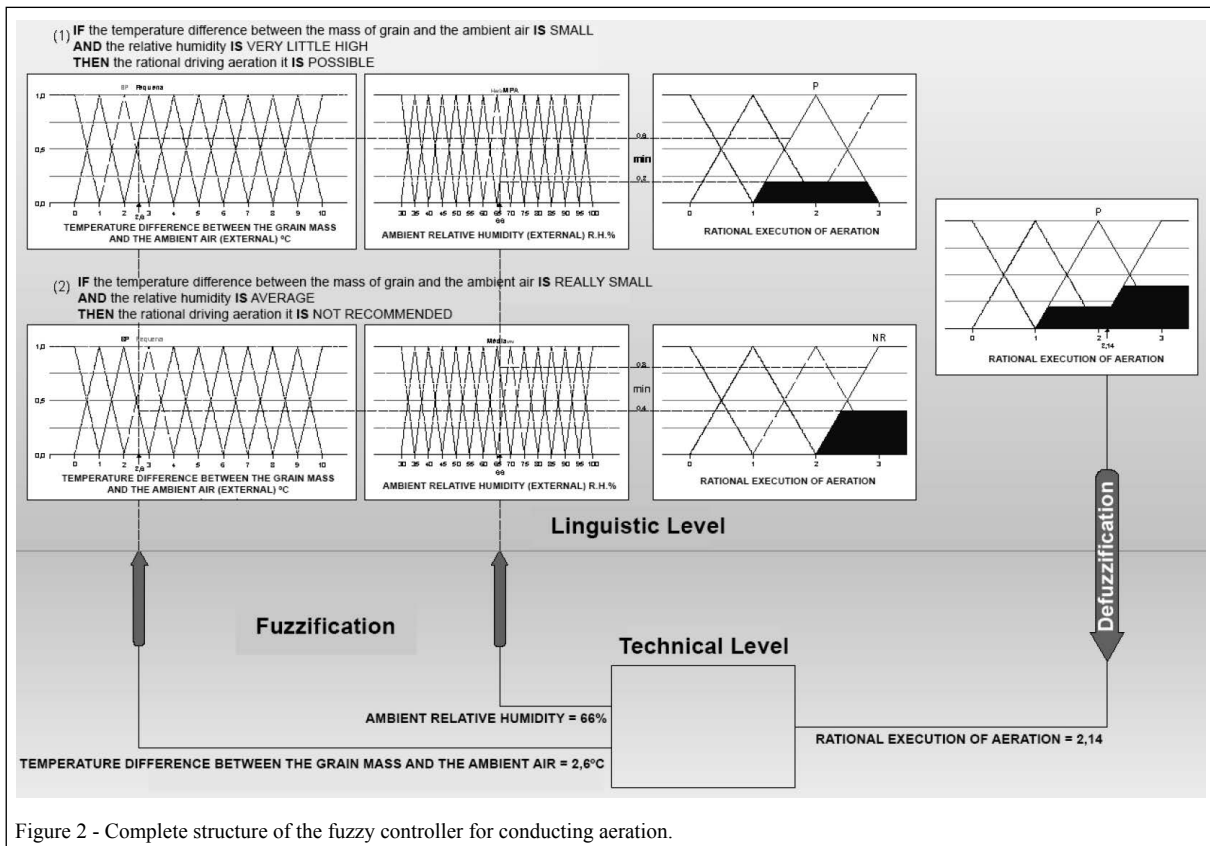 (1) IF the temperature difference between the mass of grain and the ambient air IS SMALL
AND the relative humidity IS VERY LITTLE HIGH
THEN the rational driving aeration it IS POSSIBLE
BP Pequena
1,0
0,5
0,0
0 1 2 3 4 5 6 7 8 9 10
2,6
TEMPERATURE DIFFERENCE BETWEEN THE GRAIN MASS
AND THE AMBIENT AIR (EXTERNAL) ºC
MPA
30 35 40 45 50 55 60 65 70 75 80 85 90 95 100
66
AMBIENT RELATIVE HUMIDITY (EXTERNAL) R.H.%
min
0,2
P
0 1 2 3
RATIONAL EXECUTION OF AERATION
(2) IF the temperature difference between the mass of grain and the ambient air IS REALLY SMALL
AND the relative humidity IS AVERAGE
THEN the rational driving aeration it IS NOT RECOMMENDED
BP Pequena
1,0
0,5
0,0
0 1 2 3 4 5 6 7 8 9 10
2,6
TEMPERATURE DIFFERENCE BETWEEN THE GRAIN MASS
AND THE AMBIENT AIR (EXTERNAL) ºC
Média
30 35 40 45 50 55 60 65 70 75 80 85 90 95 100
66
AMBIENT RELATIVE HUMIDITY (EXTERNAL) R.H.%
min
0,4
NR
0 1 2 3
RATIONAL EXECUTION OF AERATION
P
0 1 2 3
2,14
RATIONAL EXECUTION OF AERATION
Linguistic Level
Defuzzification
Fuzzification
Technical Level
AMBIENT RELATIVE HUMIDITY = 66%
RATIONAL EXECUTION OF AERATION = 2,14
TEMPERATURE DIFFERENCE BETWEEN THE GRAIN MASS AND THE AMBIENT AIR = 2,6ºC
Figure 2 - Complete structure of the fuzzy controller for conducting aeration.